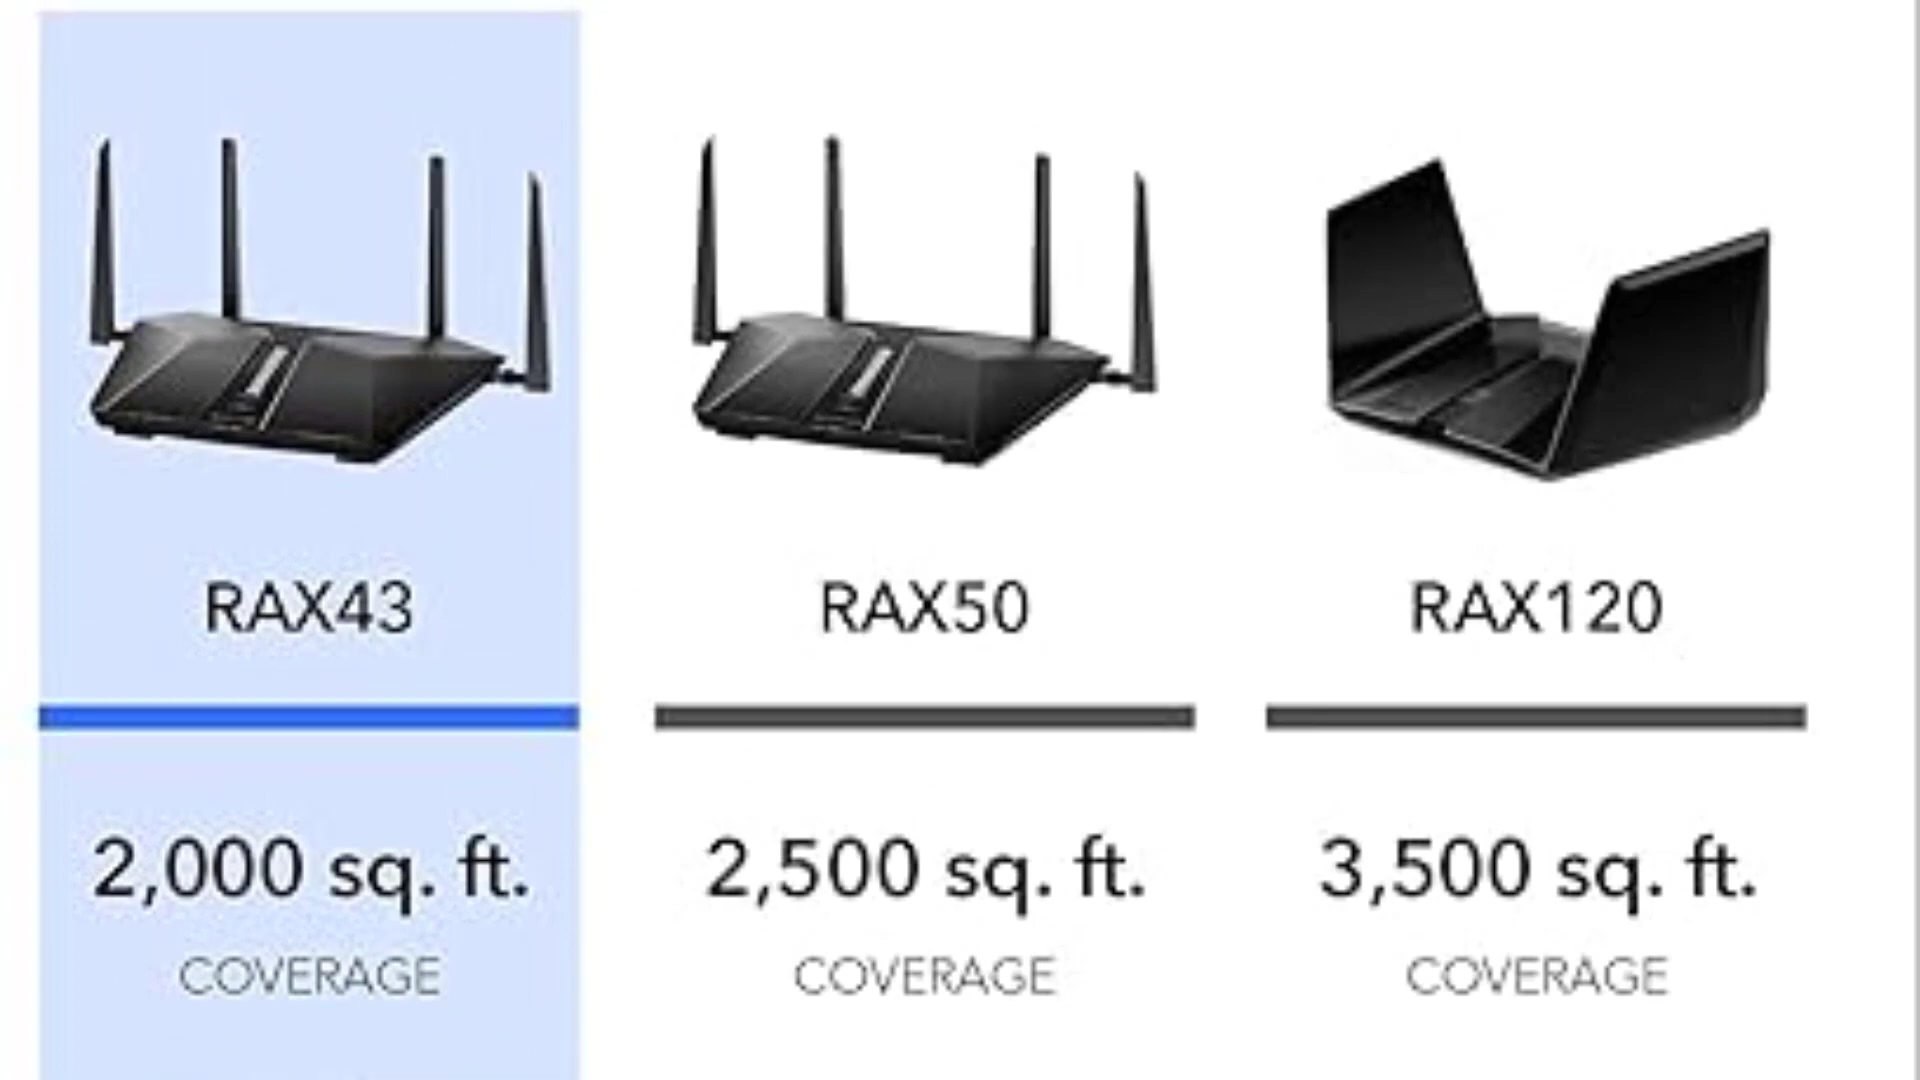 RAX43
RAX50
RAX120
2,000 sq. ft.
2,500 sq. ft.
3,500 sq. ft.
COVERAGE
COVERAGE
COVERAGE